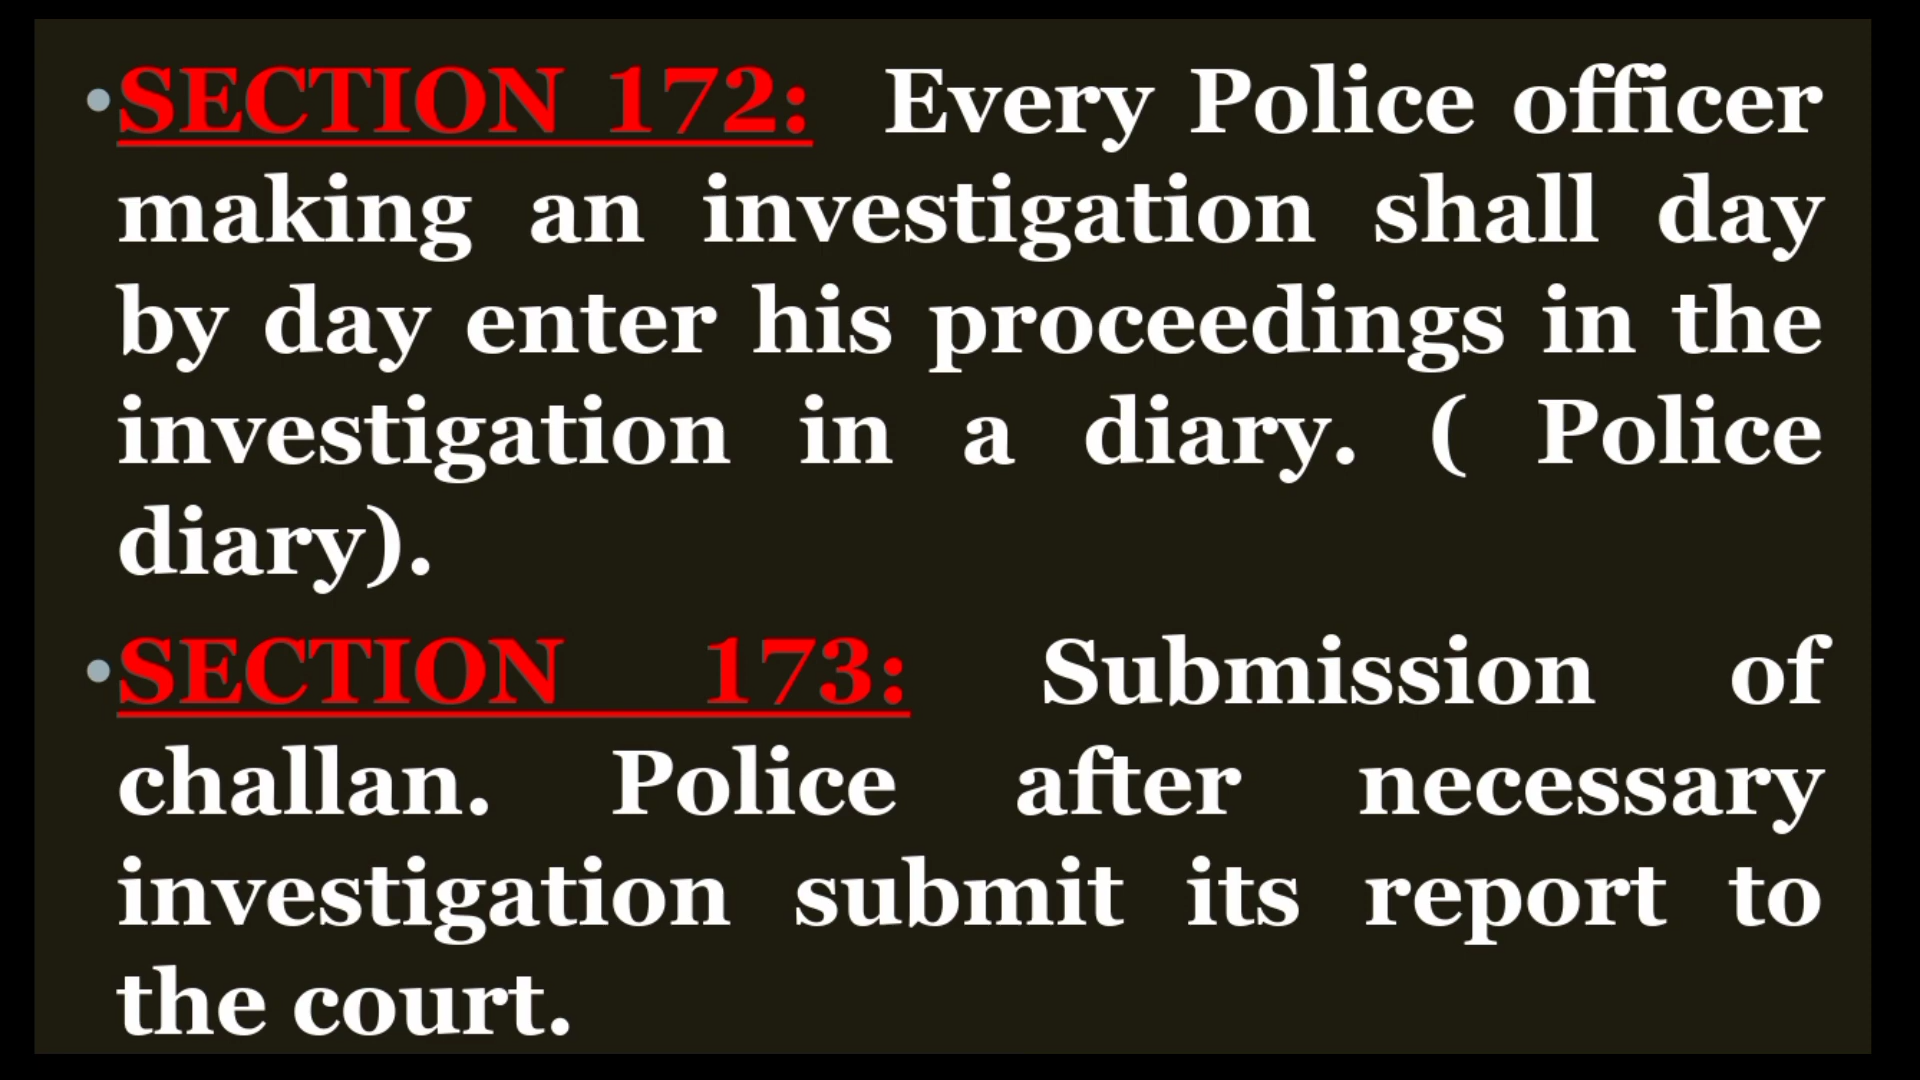 •SECTION 172: Every Police officer
making an investigation shall day
by day enter his proceedings in the
investigation in a diary. ( Police
diary).
•SECTION 173: Submission of
challan. Police after necessary
investigation submit its report to
the court.